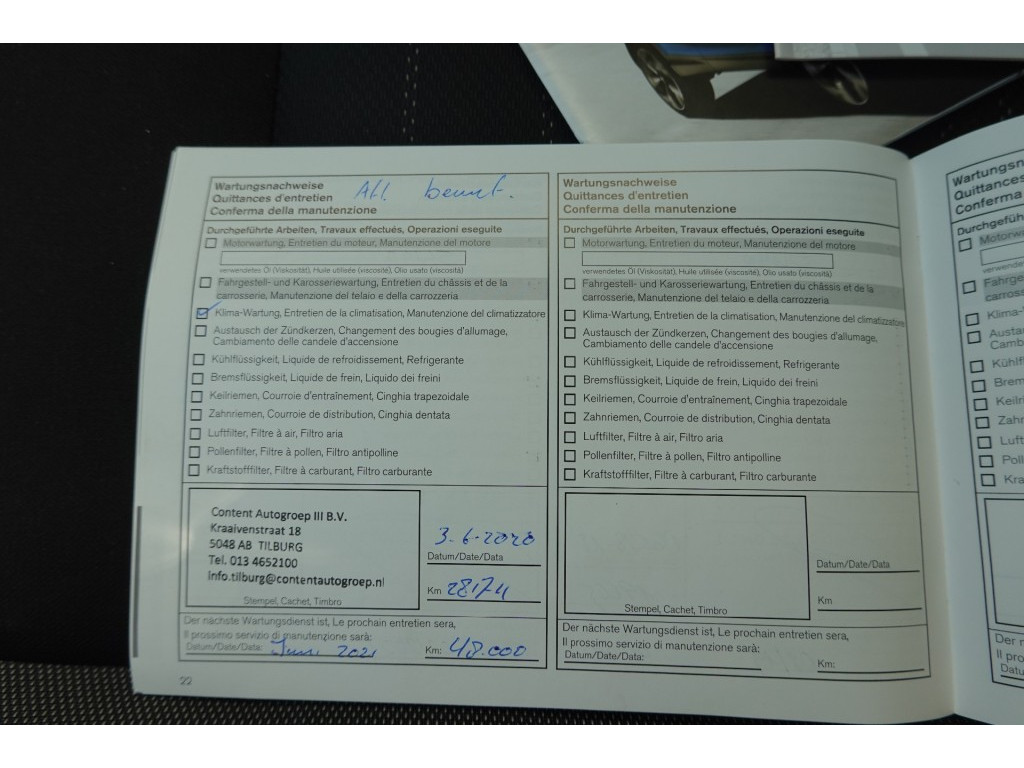 Wartungsnachweise
Quittances d'entretien
Conferma della manutenzione
Durchgeführte Arbeiten, Travaux effectués, Operazioni eseguite
Motorwartung, Entretien du moteur, Manutenzione del motore
verwendetes Öl (Viskosität), Huile utilisée (viscosité), Olio usato (viscosità)
Fahrgestell- und Karosseriewartung, Entretien du châssis et de la
carrosserie, Manutenzione del telaio e della carrozzeria
Klima-Wartung, Entretien de la climatisation, Manutenzione del climatizzatore
Austausch der Zündkerzen, Changement des bougies d'allumage,
Cambiamento delle candele d'accensione
Kühlflüssigkeit, Liquide de refroidissement, Refrigerante
Bremsflüssigkeit, Liquide de frein, Liquido dei freini
Keilriemen, Courroie d'entraînement, Cinghia trapezoidale
Zahnriemen, Courroie de distribution, Cinghia dentata
Luftfilter, Filtre à air, Filtro aria
Pollenfilter, Filtre à pollen, Filtro antipolline
Kraftstofffilter, Filtre à carburant, Filtro carburante
Content Autogroep III B.V.
Kraaivenstraat 18
5048 AB TILBURG
Tel. 013 4652100
info.tilburg@contentautogroep.nl
Stempel, Cachet, Timbro
3-6-2020
Datum/Date/Data
Km 28174
Der nächste Wartungsdienst ist, Le prochain entretien sera,
Il prossimo servizio di manutenzione sarà:
Datum/Date/Data: Juni 2021 Km: 48.000
22
Wartungsnachweise
Quittances d'entretien
Conferma della manutenzione
Durchgeführte Arbeiten, Travaux effectués, Operazioni eseguite
Motorwartung, Entretien du moteur, Manutenzione del motore
verwendetes Öl (Viskosität), Huile utilisée (viscosité), Olio usato (viscosità)
Fahrgestell- und Karosseriewartung, Entretien du châssis et de la
carrosserie, Manutenzione del telaio e della carrozzeria
Klima-Wartung, Entretien de la climatisation, Manutenzione del climatizzatore
Austausch der Zündkerzen, Changement des bougies d'allumage,
Cambiamento delle candele d'accensione
Kühlflüssigkeit, Liquide de refroidissement, Refrigerante
Bremsflüssigkeit, Liquide de frein, Liquido dei freini
Keilriemen, Courroie d'entraînement, Cinghia trapezoidale
Zahnriemen, Courroie de distribution, Cinghia dentata
Luftfilter, Filtre à air, Filtro aria
Pollenfilter, Filtre à pollen, Filtro antipolline
Kraftstofffilter, Filtre à carburant, Filtro carburante
Stempel, Cachet, Timbro
Datum/Date/Data
Km
Der nächste Wartungsdienst ist, Le prochain entretien sera,
Il prossimo servizio di manutenzione sarà:
Datum/Date/Data: Km: